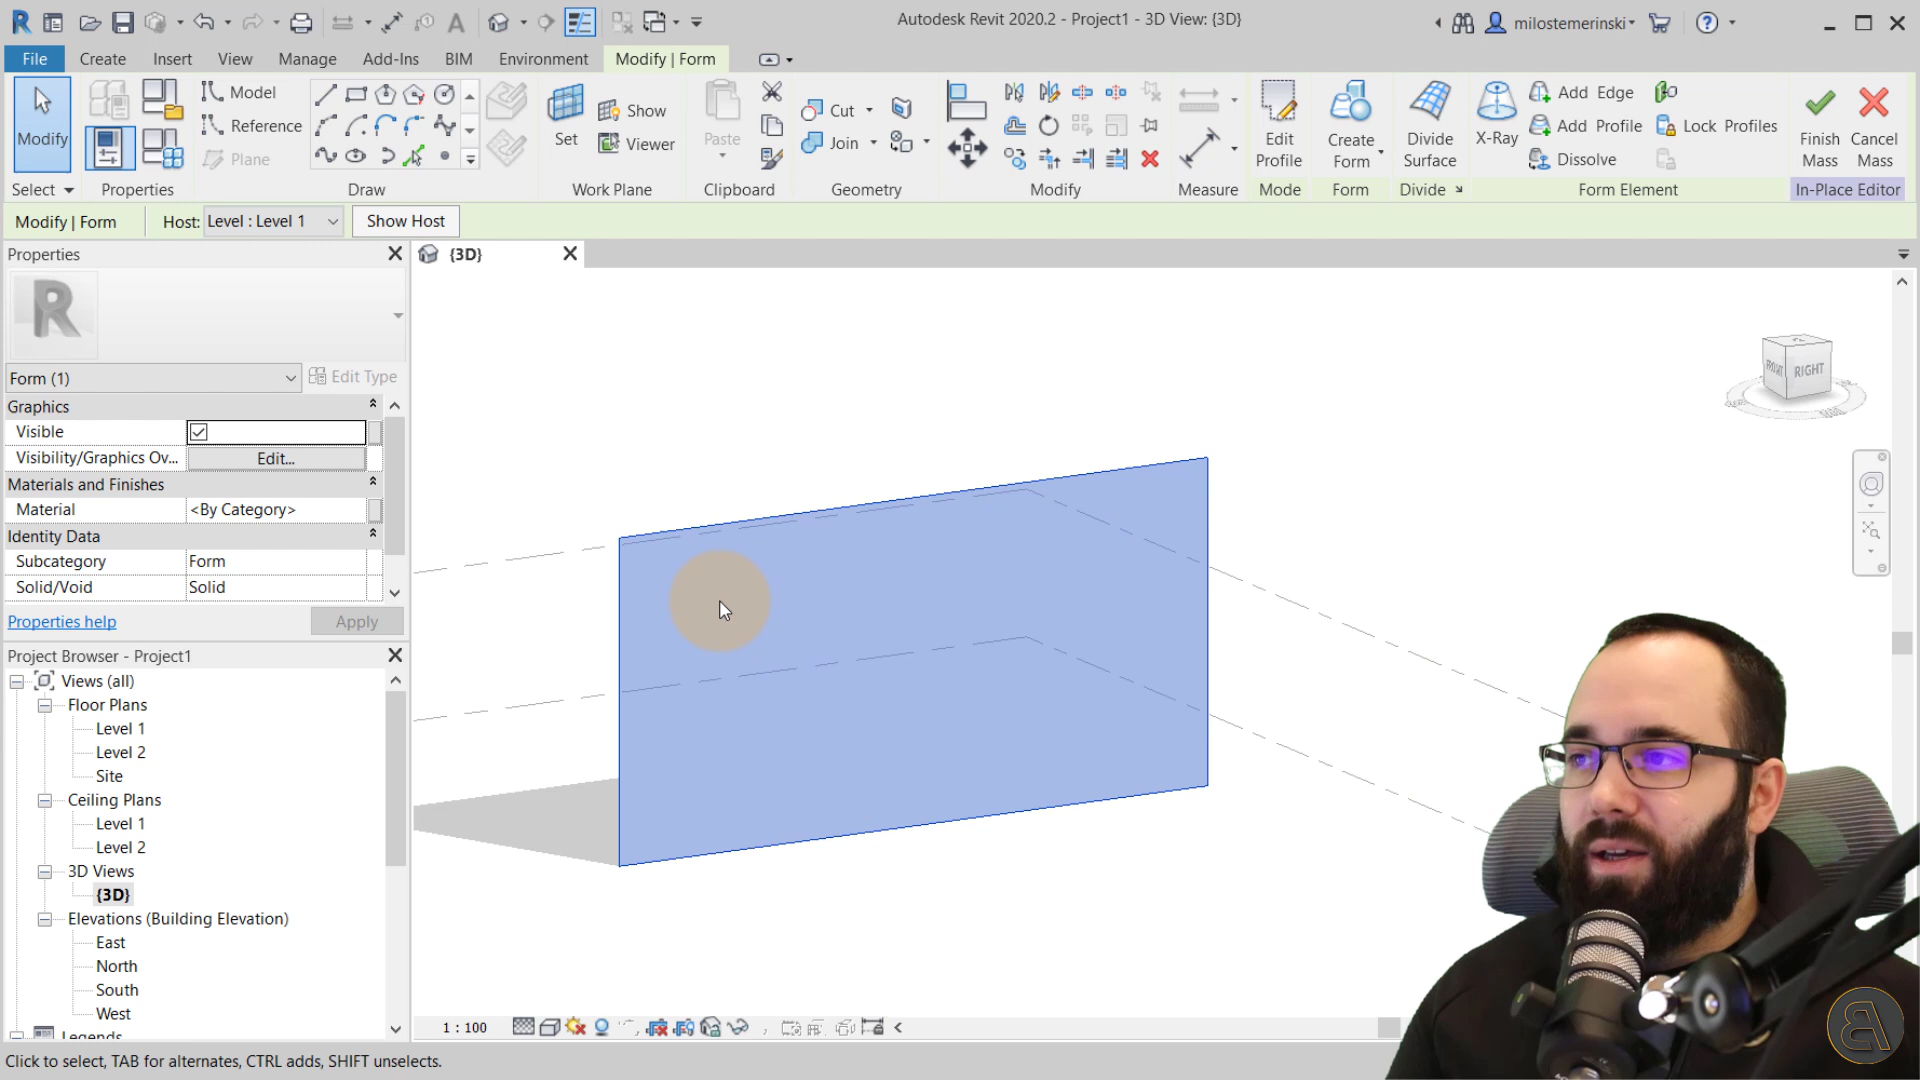 Autodesk Revit 2020.2 - Project1 - 3D View: {3D}
milostemerinski
File Create Insert View Manage Add-Ins BIM Environment Modify | Form
Modify
Model
Reference
Plane
Set
Show
Viewer
Paste
Cut
Join
Edit Profile
Create Form
Divide Surface
X-Ray
Add Edge
Add Profile
Dissolve
Lock Profiles
Finish Mass
Cancel Mass
Select Properties Draw Work Plane Clipboard Geometry Modify Measure Mode Form Divide Form Element In-Place Editor
Modify | Form Host: Level : Level 1 Show Host
Properties
{3D}
R
Form (1) Edit Type
Graphics
Visible
Visibility/Graphics Ov... Edit...
Materials and Finishes
Material <By Category>
Identity Data
Subcategory Form
Solid/Void Solid
Properties help Apply
Project Browser - Project1
Views (all)
Floor Plans
Level 1
Level 2
Site
Ceiling Plans
Level 1
Level 2
3D Views
{3D}
Elevations (Building Elevation)
East
North
South
West
Legends
FRONT RIGHT
1 : 100
Click to select, TAB for alternates, CTRL adds, SHIFT unselects.